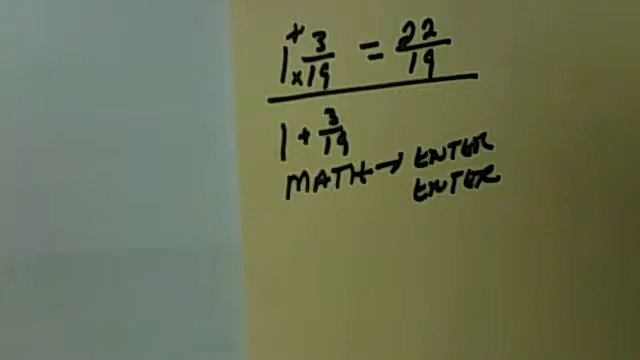 1 + × 3/19 = 22/19
1 + 3/19
MATH → ENTER
ENTER